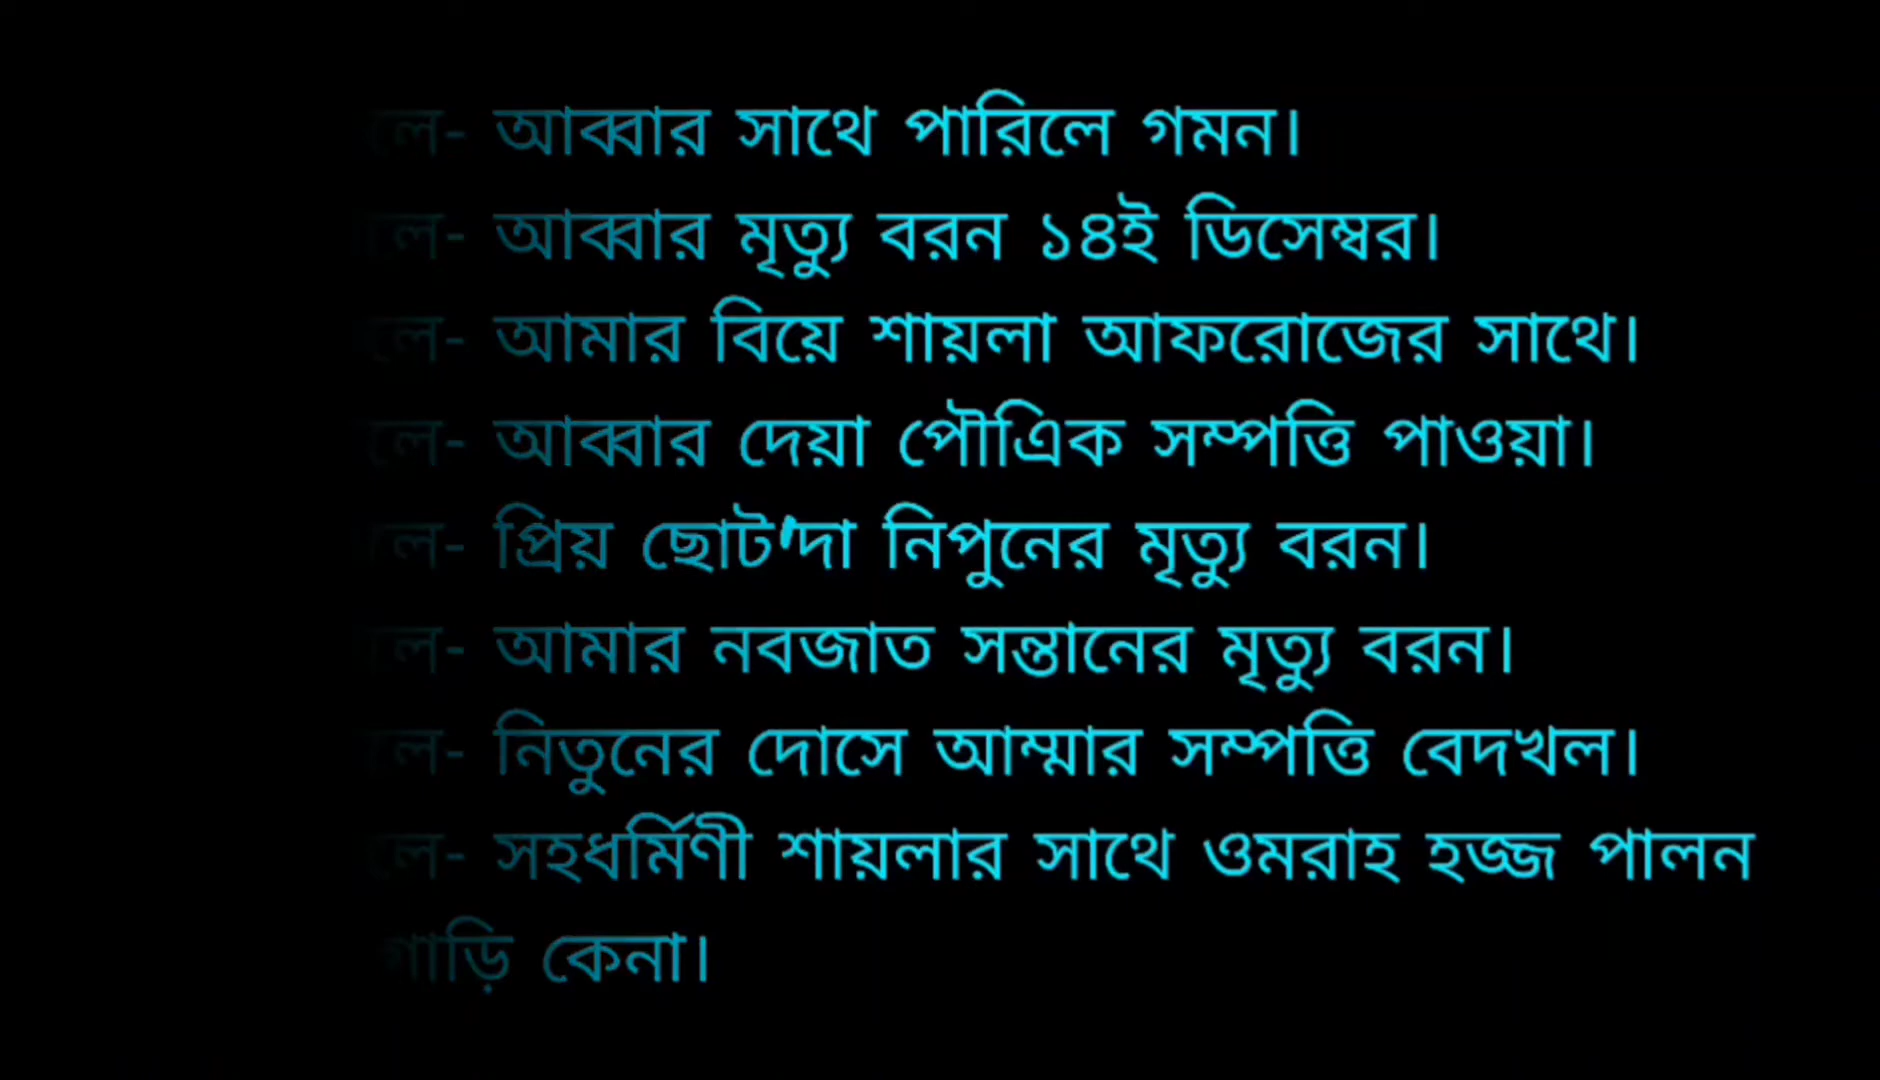 লে- আব্বার সাথে পারিলে গমন।
লে- আব্বার মৃত্যু বরন ১৪ই ডিসেম্বর।
লে- আমার বিয়ে শায়লা আফরোজের সাথে।
লে- আব্বার দেয়া পৌএিক সম্পত্তি পাওয়া।
লে- প্রিয় ছোট'দা নিপুনের মৃত্যু বরন।
লে- আমার নবজাত সন্তানের মৃত্যু বরন।
লে- নিতুনের দোসে আম্মার সম্পত্তি বেদখল।
লে- সহধর্মিণী শায়লার সাথে ওমরাহ হজ্জ পালন
গাড়ি কেনা।